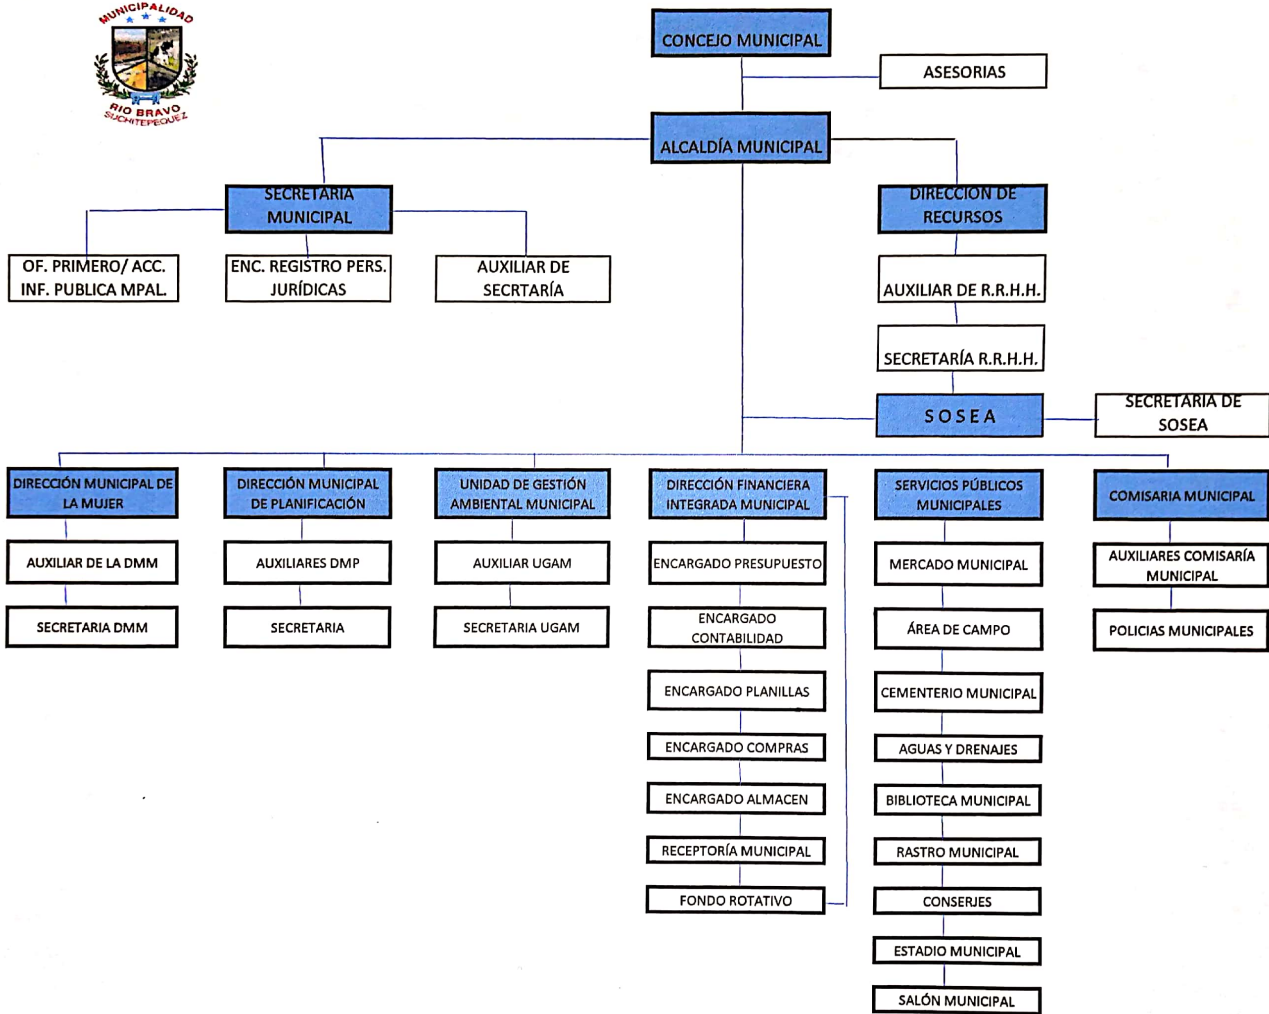 MUNICIPALIDAD
RIO BRAVO
SUCHITEPEQUEZ
CONCEJO MUNICIPAL
ASESORIAS
ALCALDÍA MUNICIPAL
SECRETARIA
MUNICIPAL
DIRECCION DE
RECURSOS
OF. PRIMERO/ ACC.
INF. PUBLICA MPAL.
ENC. REGISTRO PERS.
JURÍDICAS
AUXILIAR DE
SECRTARÍA
AUXILIAR DE R.R.H.H.
SECRETARÍA R.R.H.H.
S O S E A
SECRETARIA DE
SOSEA
DIRECCIÓN MUNICIPAL DE
LA MUJER
DIRECCIÓN MUNICIPAL
DE PLANIFICACIÓN
UNIDAD DE GESTIÓN
AMBIENTAL MUNICIPAL
DIRECCIÓN FINANCIERA
INTEGRADA MUNICIPAL
SERVICIOS PÚBLICOS
MUNICIPALES
COMISARIA MUNICIPAL
AUXILIAR DE LA DMM
AUXILIARES DMP
AUXILIAR UGAM
ENCARGADO PRESUPUESTO
MERCADO MUNICIPAL
AUXILIARES COMISARÍA
MUNICIPAL
SECRETARIA DMM
SECRETARIA
SECRETARIA UGAM
ENCARGADO
CONTABILIDAD
ÁREA DE CAMPO
POLICIAS MUNICIPALES
ENCARGADO PLANILLAS
CEMENTERIO MUNICIPAL
ENCARGADO COMPRAS
AGUAS Y DRENAJES
ENCARGADO ALMACEN
BIBLIOTECA MUNICIPAL
RECEPTORÍA MUNICIPAL
RASTRO MUNICIPAL
FONDO ROTATIVO
CONSERJES
ESTADIO MUNICIPAL
SALÓN MUNICIPAL